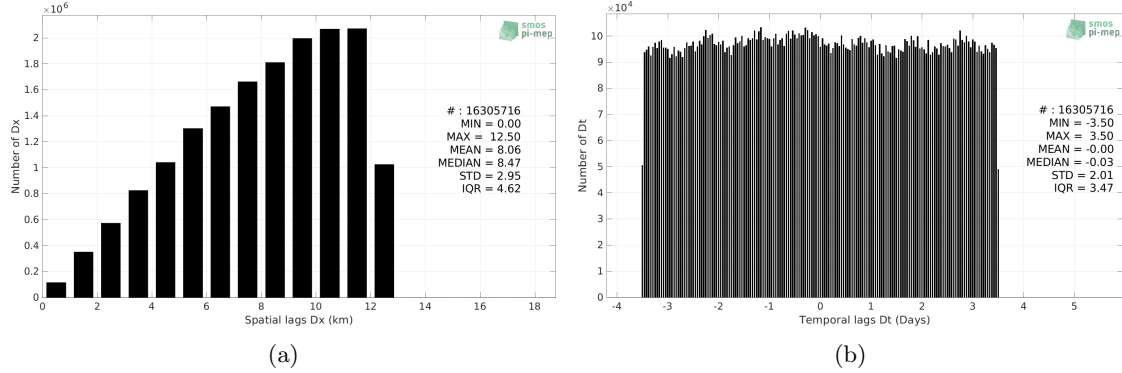 ×10⁶
2
1.8
1.6
1.4
1.2
1
0.8
0.6
0.4
0.2
0
Number of Dx
0 2 4 6 8 10 12 14 16 18
Spatial lags Dx (km)
smos
pi-mep
# : 16305716
MIN = 0.00
MAX = 12.50
MEAN = 8.06
MEDIAN = 8.47
STD = 2.95
IQR = 4.62
(a)
×10⁴
10
9
8
7
6
5
4
3
2
1
0
Number of Dt
-4 -3 -2 -1 0 1 2 3 4 5
Temporal lags Dt (Days)
smos
pi-mep
# : 16305716
MIN = -3.50
MAX = 3.50
MEAN = -0.00
MEDIAN = -0.03
STD = 2.01
IQR = 3.47
(b)